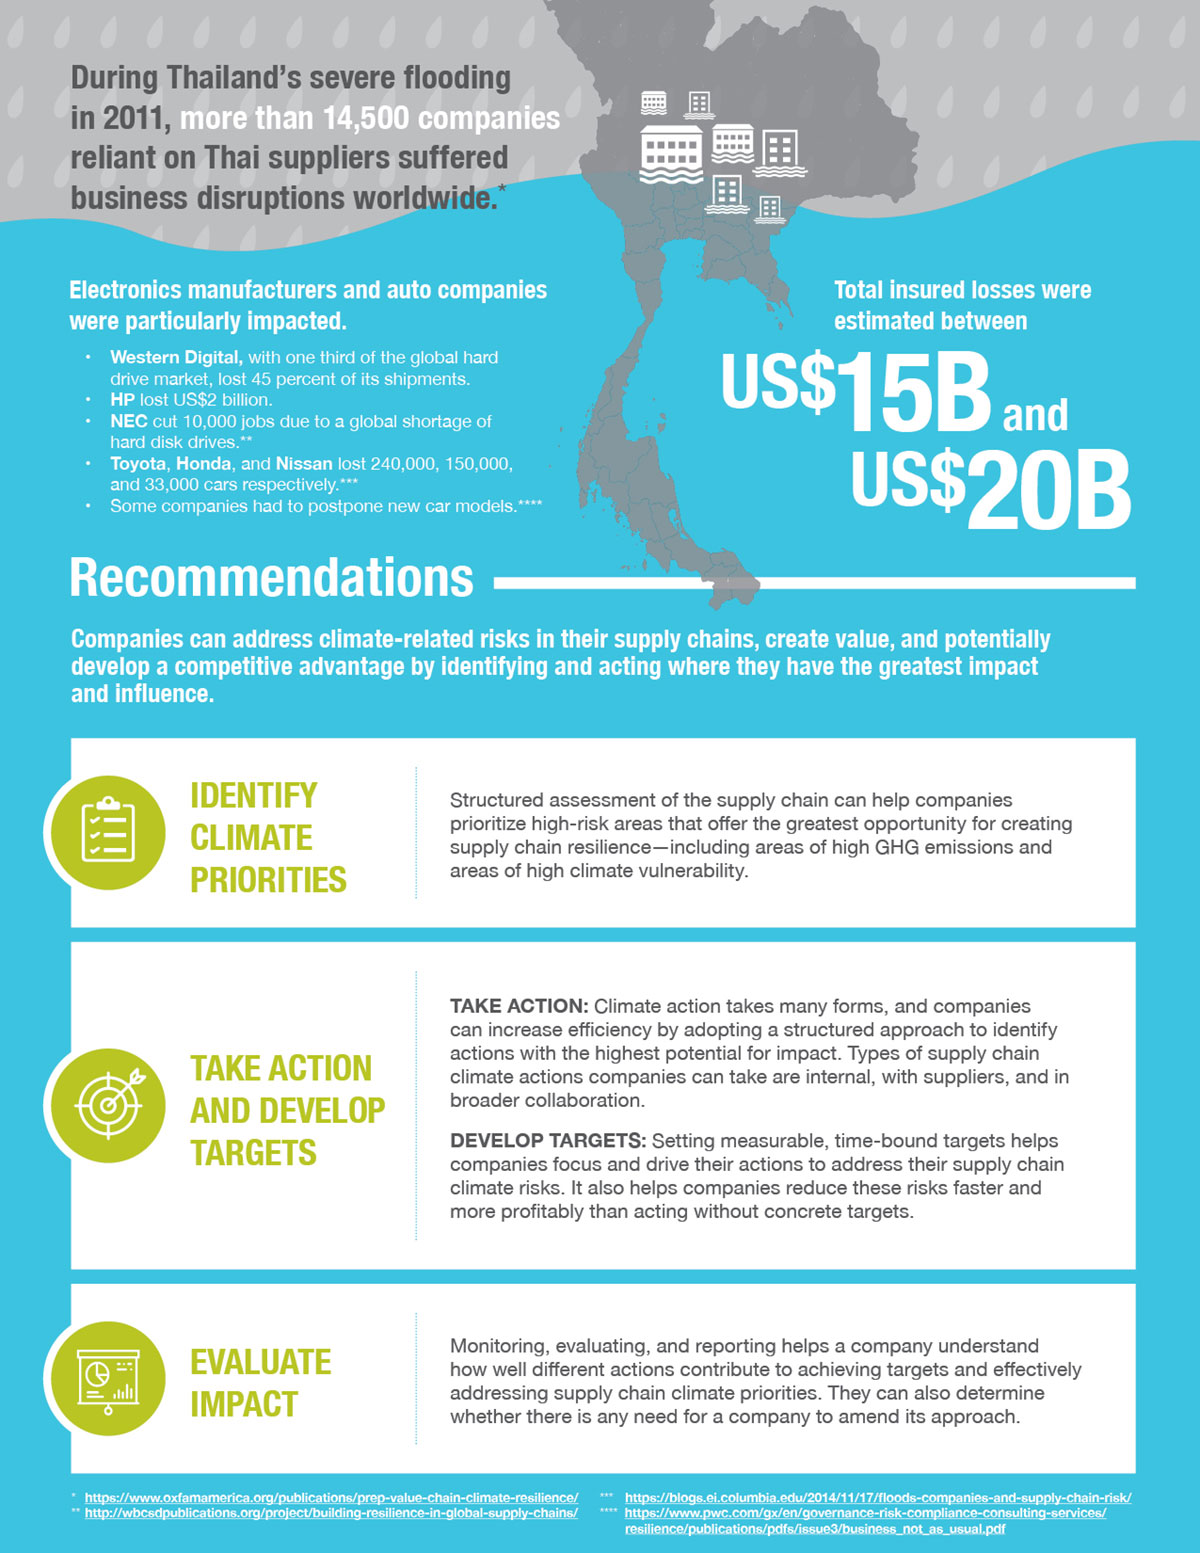 During Thailand's severe flooding
in 2011, more than 14,500 companies
reliant on Thai suppliers suffered
business disruptions worldwide.*
Electronics manufacturers and auto companies
were particularly impacted.
• Western Digital, with one third of the global hard
drive market, lost 45 percent of its shipments.
• HP lost US$2 billion.
• NEC cut 10,000 jobs due to a global shortage of
hard disk drives.**
• Toyota, Honda, and Nissan lost 240,000, 150,000,
and 33,000 cars respectively.***
• Some companies had to postpone new car models.****
Total insured losses were
estimated between
US$15B and
US$20B
Recommendations
Companies can address climate-related risks in their supply chains, create value, and potentially
develop a competitive advantage by identifying and acting where they have the greatest impact
and influence.
IDENTIFY
CLIMATE
PRIORITIES
Structured assessment of the supply chain can help companies
prioritize high-risk areas that offer the greatest opportunity for creating
supply chain resilience—including areas of high GHG emissions and
areas of high climate vulnerability.
TAKE ACTION
AND DEVELOP
TARGETS
TAKE ACTION: Climate action takes many forms, and companies
can increase efficiency by adopting a structured approach to identify
actions with the highest potential for impact. Types of supply chain
climate actions companies can take are internal, with suppliers, and in
broader collaboration.
DEVELOP TARGETS: Setting measurable, time-bound targets helps
companies focus and drive their actions to address their supply chain
climate risks. It also helps companies reduce these risks faster and
more profitably than acting without concrete targets.
EVALUATE
IMPACT
Monitoring, evaluating, and reporting helps a company understand
how well different actions contribute to achieving targets and effectively
addressing supply chain climate priorities. They can also determine
whether there is any need for a company to amend its approach.
* https://www.oxfamamerica.org/publications/prep-value-chain-climate-resilience/
** http://wbcsdpublications.org/project/building-resilience-in-global-supply-chains/
*** https://blogs.ei.columbia.edu/2014/11/17/floods-companies-and-supply-chain-risk/
**** https://www.pwc.com/gx/en/governance-risk-compliance-consulting-services/
resilience/publications/pdfs/issue3/business_not_as_usual.pdf